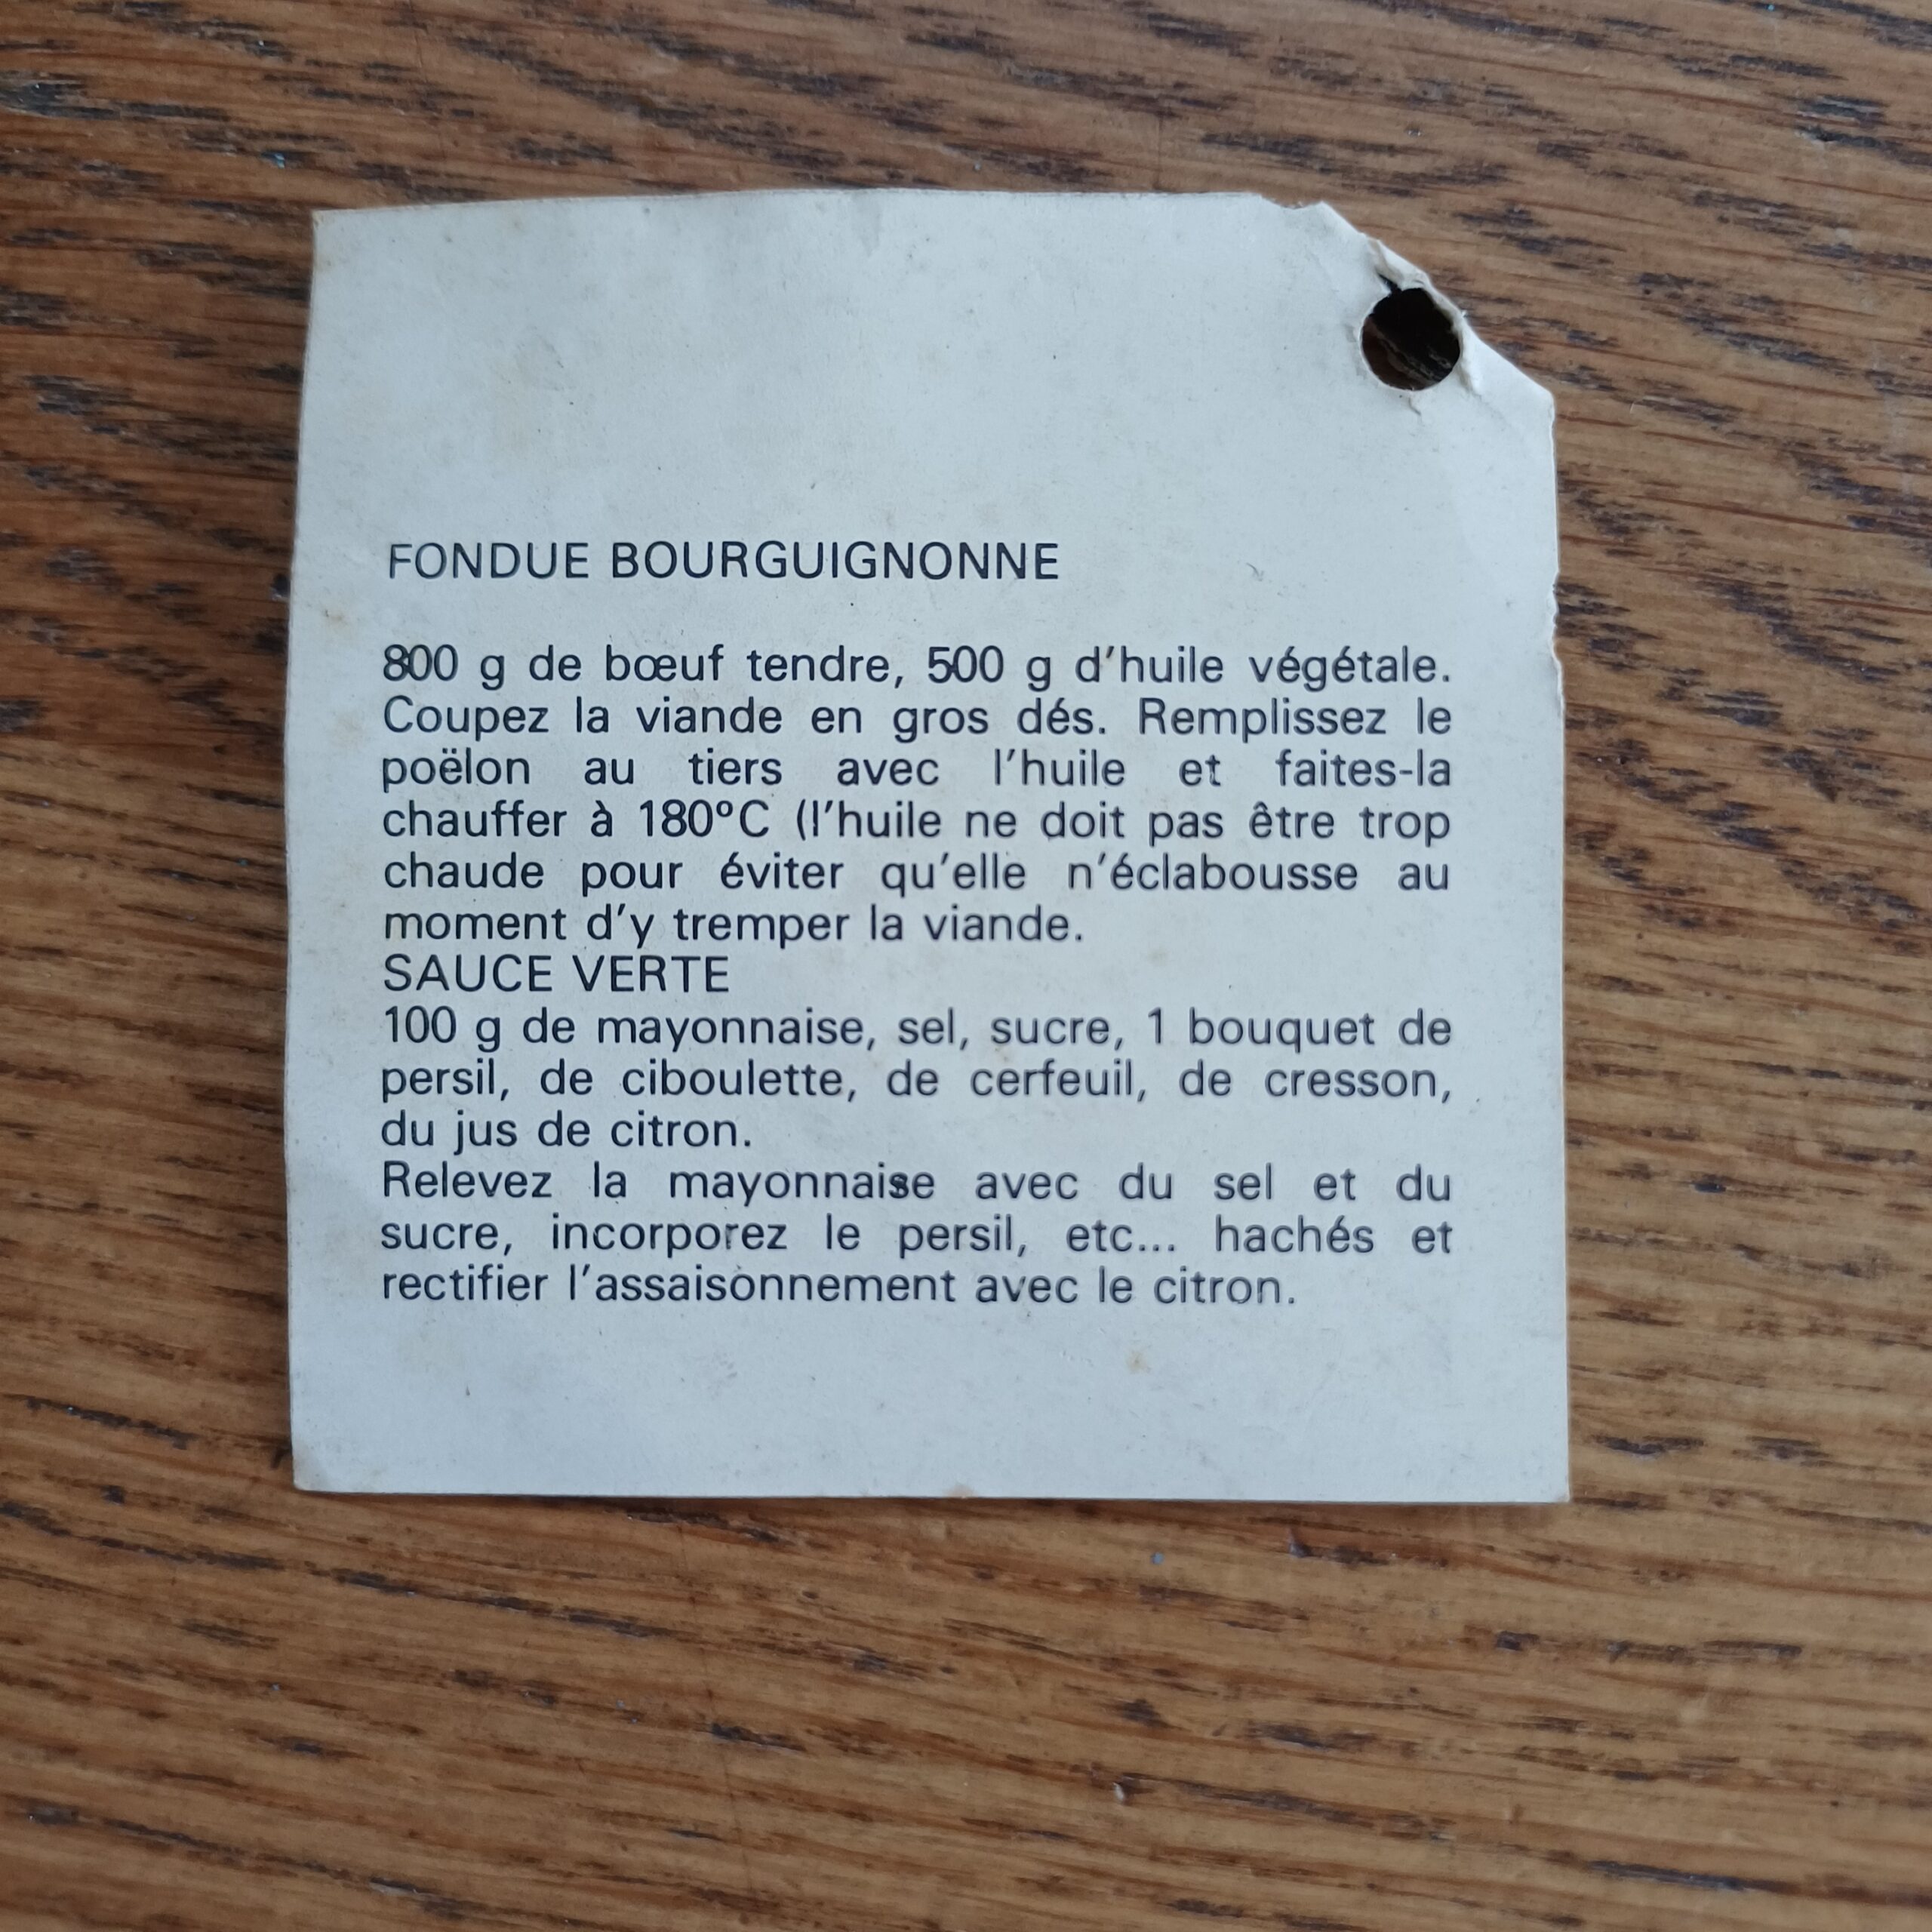 FONDUE BOURGUIGNONNE
800 g de bœuf tendre, 500 g d'huile végétale.
Coupez la viande en gros dés. Remplissez le
poëlon au tiers avec l'huile et faites-la
chauffer à 180°C (l'huile ne doit pas être trop
chaude pour éviter qu'elle n'éclabousse au
moment d'y tremper la viande.
SAUCE VERTE
100 g de mayonnaise, sel, sucre, 1 bouquet de
persil, de ciboulette, de cerfeuil, de cresson,
du jus de citron.
Relevez la mayonnaise avec du sel et du
sucre, incorporez le persil, etc... hachés et
rectifier l'assaisonnement avec le citron.